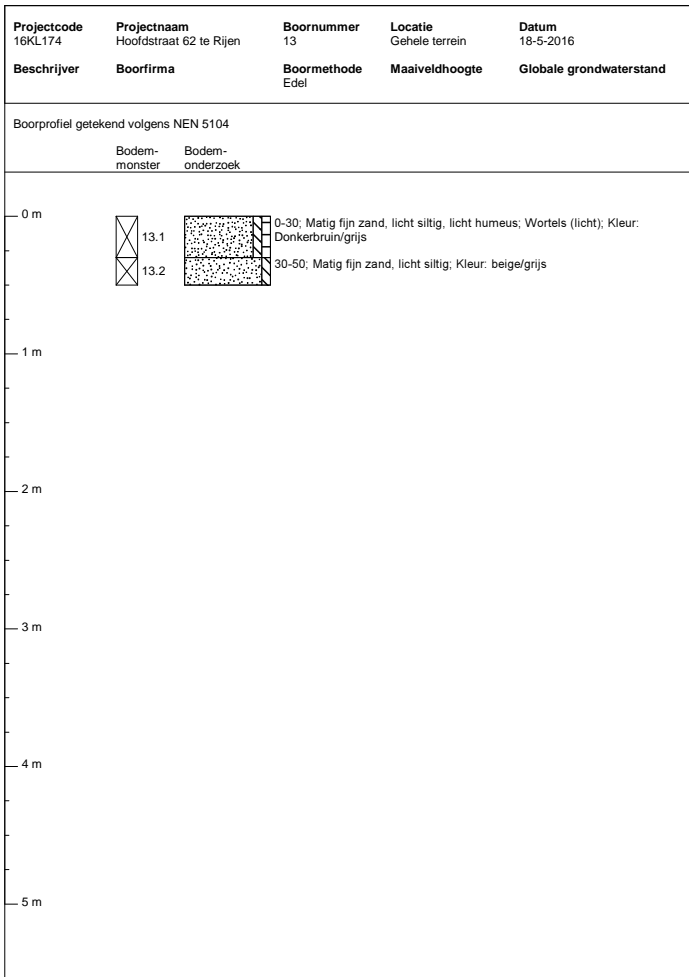 Projectcode Projectnaam Boornummer Locatie Datum
16KL174 Hoofdstraat 62 te Rijen 13 Gehele terrein 18-5-2016
Beschrijver Boorfirma Boormethode Maaiveldhoogte Globale grondwaterstand
Edel
Boorprofiel getekend volgens NEN 5104
Bodem- Bodem-
monster onderzoek
0 m
0-30; Matig fijn zand, licht siltig, licht humeus; Wortels (licht); Kleur:
13.1 Donkerbruin/grijs
13.2 30-50; Matig fijn zand, licht siltig; Kleur: beige/grijs
1 m
2 m
3 m
4 m
5 m